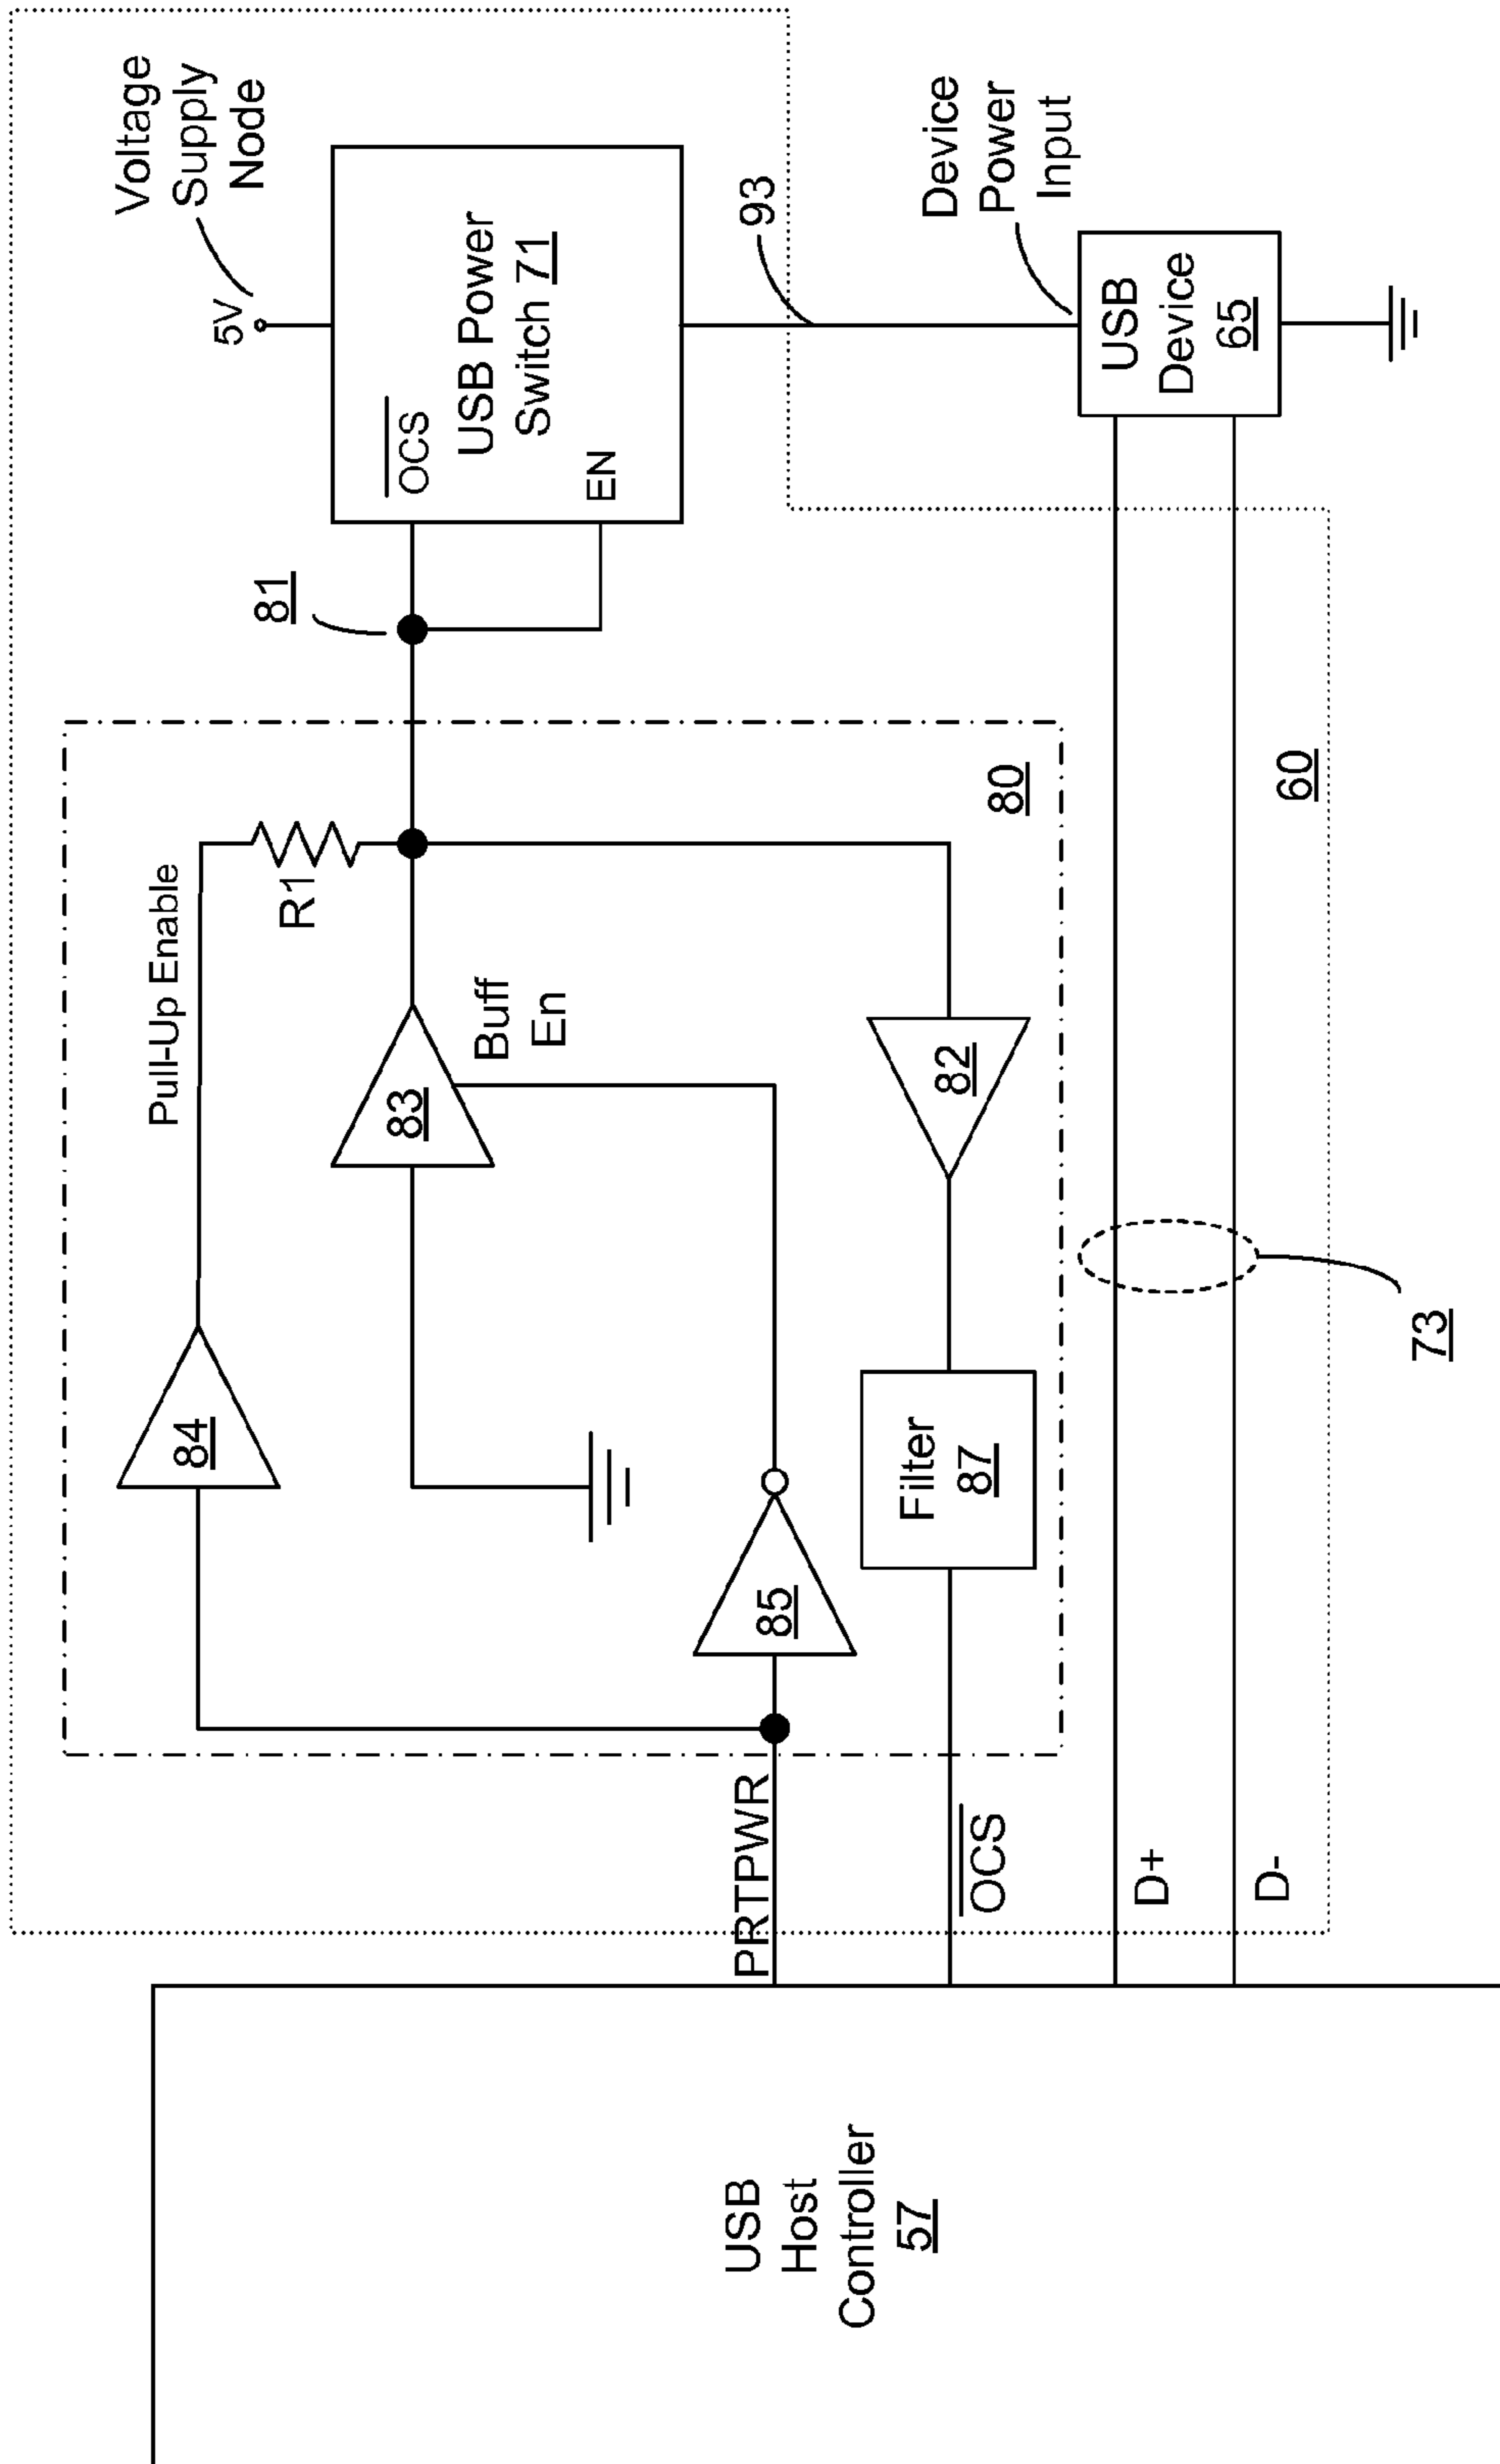 Voltage
Supply
Node
5V
OCS
USB Power
Switch 71
EN
81
93
Device
Power
Input
USB
Device
65
Pull-Up Enable
R1
84
83
Buff
En
85
82
Filter
87
80
60
73
PRTPWR
OCS
D+
D-
USB
Host
Controller
57